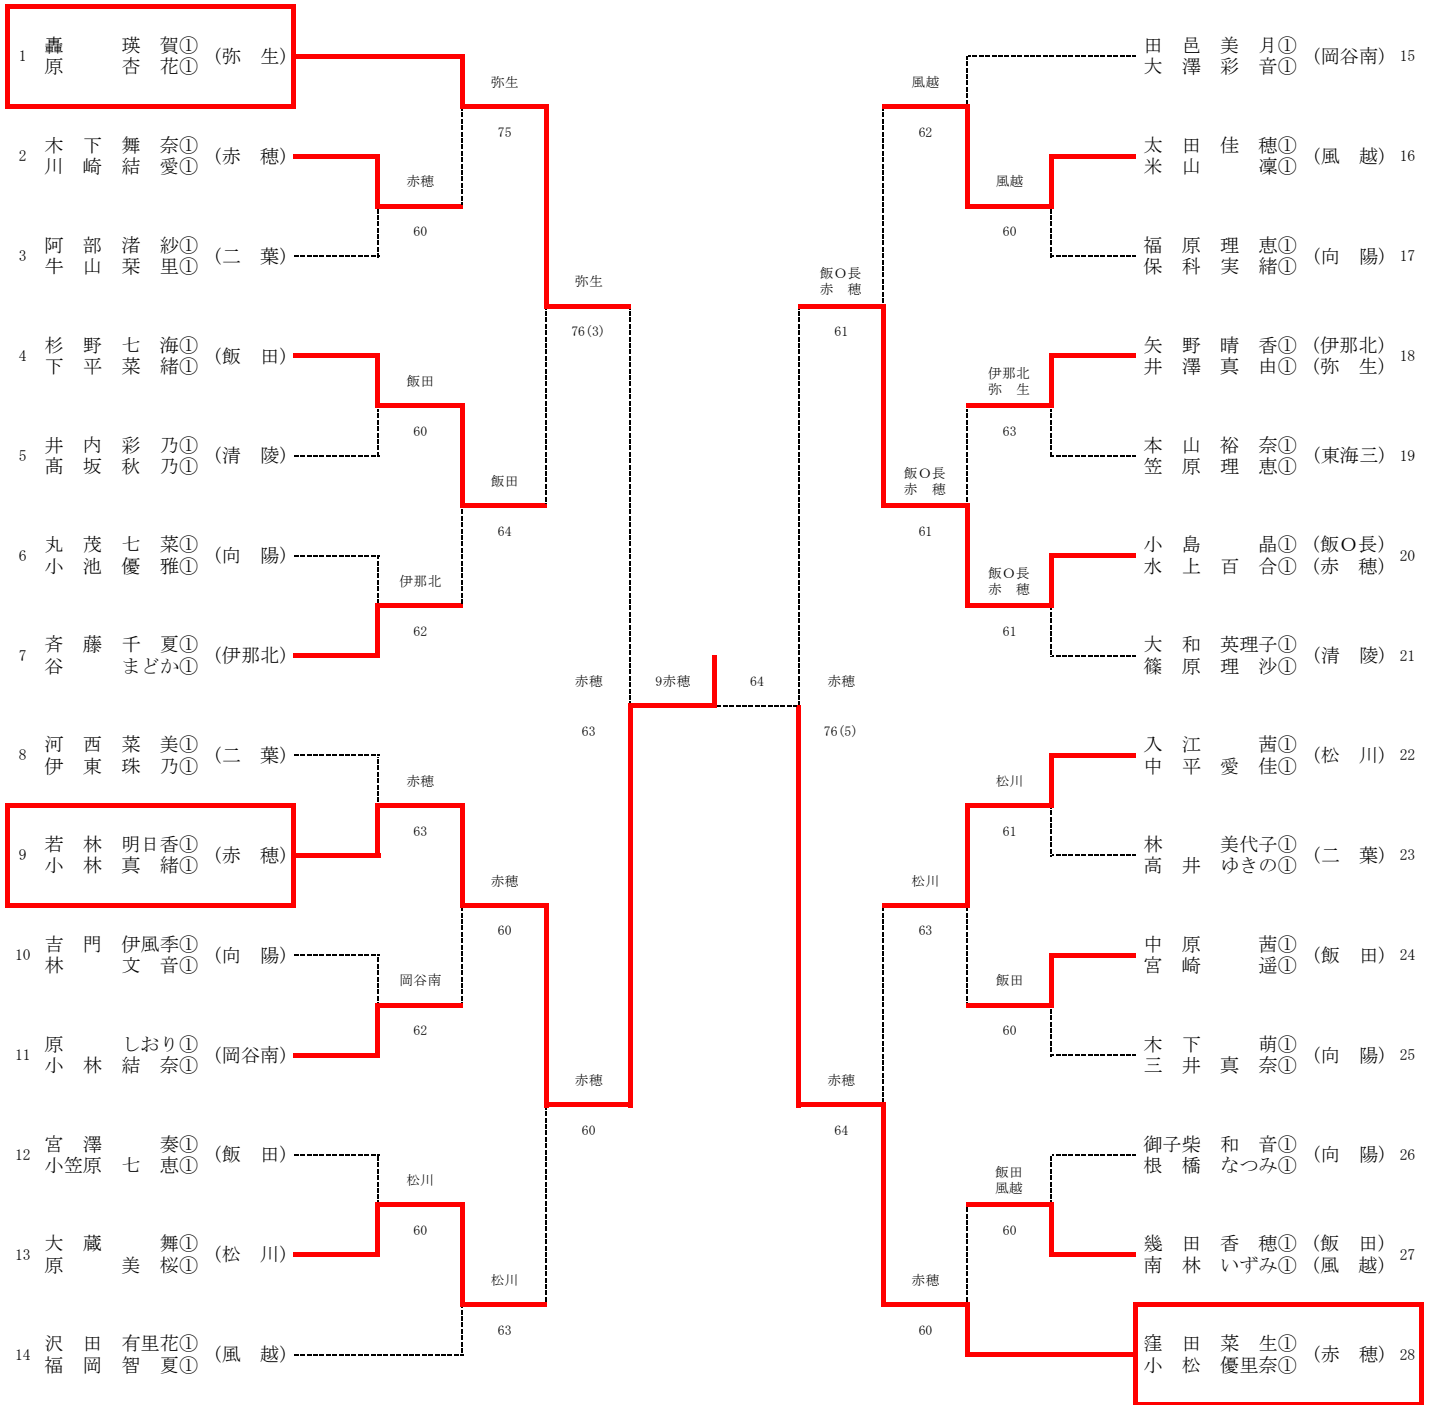 1 轟 瑛 賀① (弥 生)
原 杏 花①
2 木 下 舞 奈① (赤 穂)
川 崎 結 愛①
3 阿 部 渚 紗① (二 葉)
牛 山 栞 里①
4 杉 野 七 海① (飯 田)
下 平 菜 緒①
5 井 内 彩 乃① (清 陵)
髙 坂 秋 乃①
6 丸 茂 七 菜① (向 陽)
小 池 優 雅①
7 斉 藤 千 夏① (伊那北)
谷 まどか①
8 河 西 菜 美① (二 葉)
伊 東 珠 乃①
9 若 林 明日香① (赤 穂)
小 林 真 緒①
10 吉 門 伊風季① (向 陽)
林 文 音①
11 原 しおり① (岡谷南)
小 林 結 奈①
12 宮 澤 奏① (飯 田)
小笠原 七 恵①
13 大 蔵 舞① (松 川)
原 美 桜①
14 沢 田 有里花① (風 越)
福 岡 智 夏①
赤穂
60
飯田
60
伊那北
62
赤穂
63
岡谷南
62
松川
60
弥生
75
飯田
64
赤穂
60
松川
63
弥生
76(3)
赤穂
60
赤穂
63
9赤穂
64
赤穂
76(5)
飯O長
赤 穂
61
赤穂
64
風越
62
飯O長
赤 穂
61
松川
63
赤穂
60
風越
60
伊那北
弥 生
63
飯O長
赤 穂
61
松川
61
飯田
60
飯田
風越
60
田 邑 美 月① (岡谷南) 15
大 澤 彩 音①
太 田 佳 穂① (風 越) 16
米 山 凜①
福 原 理 恵① (向 陽) 17
保 科 実 緒①
矢 野 晴 香① (伊那北) 18
井 澤 真 由① (弥 生)
本 山 裕 奈① (東海三) 19
笠 原 理 恵①
小 島 晶① (飯O長) 20
水 上 百 合① (赤 穂)
大 和 英理子① (清 陵) 21
篠 原 理 沙①
入 江 茜① (松 川) 22
中 平 愛 佳①
林 美代子① (二 葉) 23
高 井 ゆきの①
中 原 茜① (飯 田) 24
宮 崎 遥①
木 下 萌① (向 陽) 25
三 井 真 奈①
御子柴 和 音① (向 陽) 26
根 橋 なつみ①
幾 田 香 穂① (飯 田) 27
南 林 いずみ① (風 越)
窪 田 菜 生① (赤 穂) 28
小 松 優里奈①